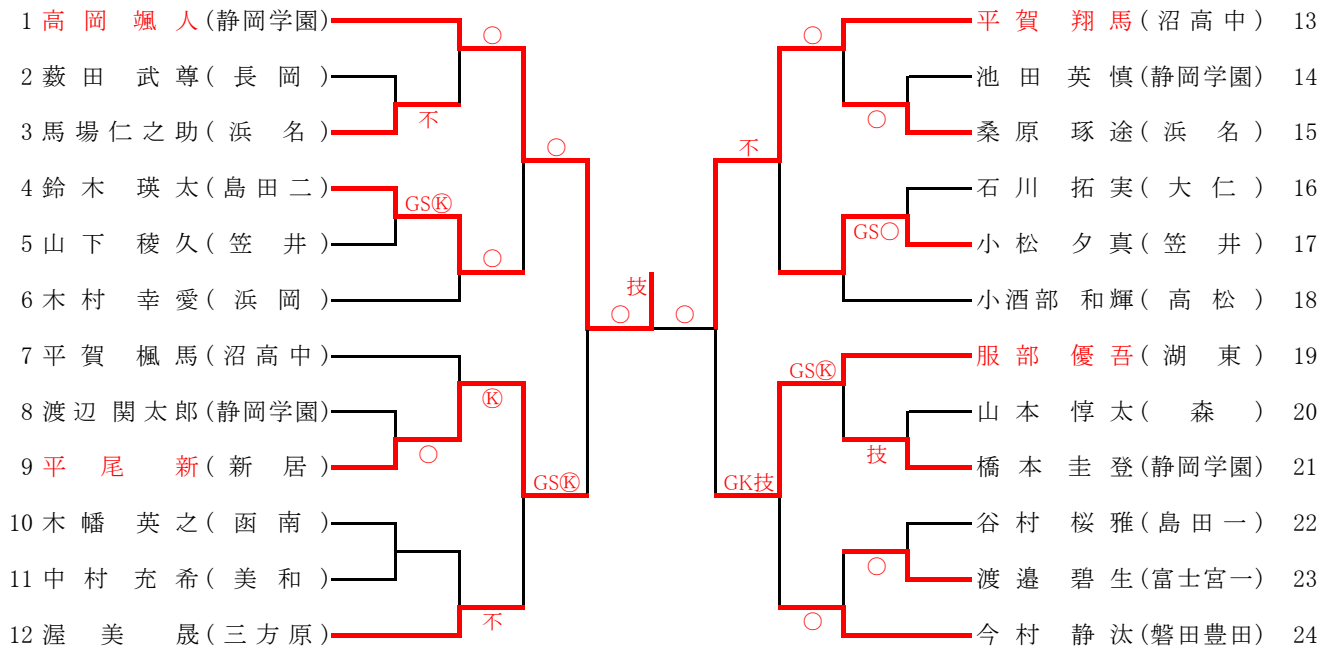 1 高岡 颯人(静岡学園) ○ ○ 平賀 翔馬(沼高中) 13
2 薮田 武尊(長岡) 池田英慎(静岡学園) 14
不 ○
3 馬場仁之助(浜名) 桑原琢途(浜名) 15
○ 不
4 鈴木 瑛太(島田二) 石川拓実(大仁) 16
GSⓀ GS○
5 山下 稜久(笠井) 小松夕真(笠井) 17
○
6 木村 幸愛(浜岡) 小酒部 和輝(高松) 18
技
○ ○
7 平賀 楓馬(沼高中) 服部優吾(湖東) 19
Ⓚ GSⓀ
8 渡辺 関太郎(静岡学園) 山本惇太(森) 20
○ 技
9 平尾 新(新居) 橋本圭登(静岡学園) 21
GSⓀ GK技
10 木幡 英之(函南) 谷村桜雅(島田一) 22
○
11 中村 充希(美和) 渡邉碧生(富士宮一) 23
不 ○
12 渥美 晟(三方原) 今村静汰(磐田豊田) 24